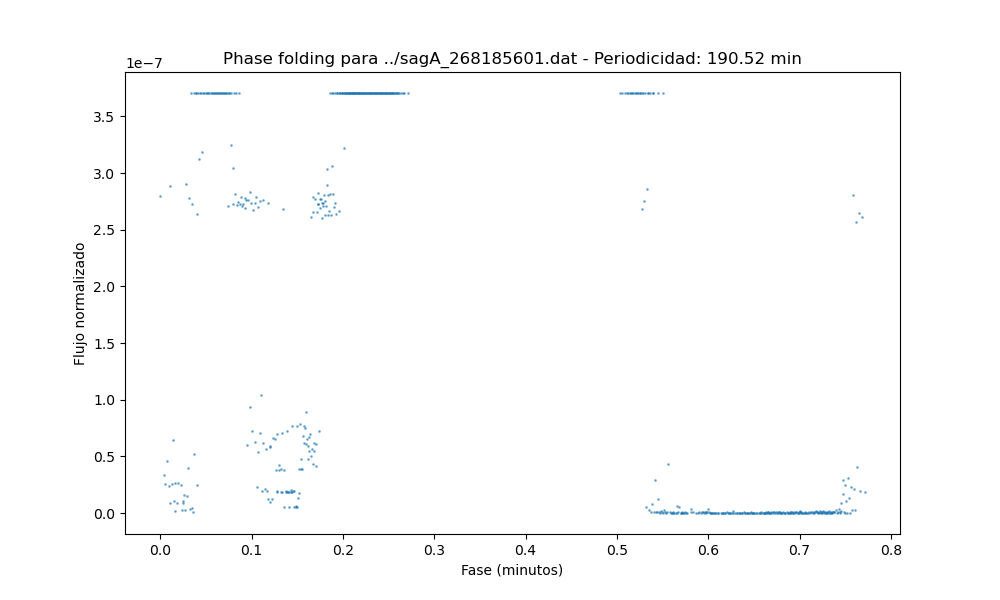 Phase folding para ../sagA_268185601.dat - Periodicidad: 190.52 min
1e−7
3.5
3.0
2.5
2.0
1.5
1.0
0.5
0.0
Flujo normalizado
0.0 0.1 0.2 0.3 0.4 0.5 0.6 0.7 0.8
Fase (minutos)